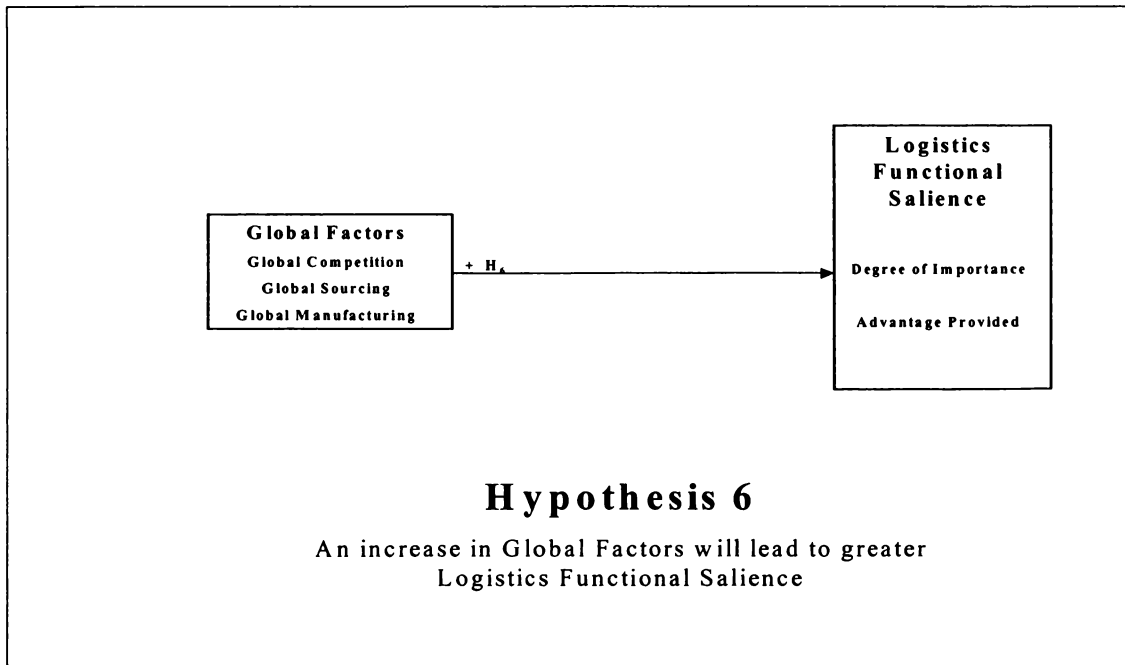 Logistics
Functional
Salience
Global Factors
Global Competition
Global Sourcing
Global Manufacturing
+ H₆
Degree of Importance
Advantage Provided
Hypothesis 6
An increase in Global Factors will lead to greater
Logistics Functional Salience